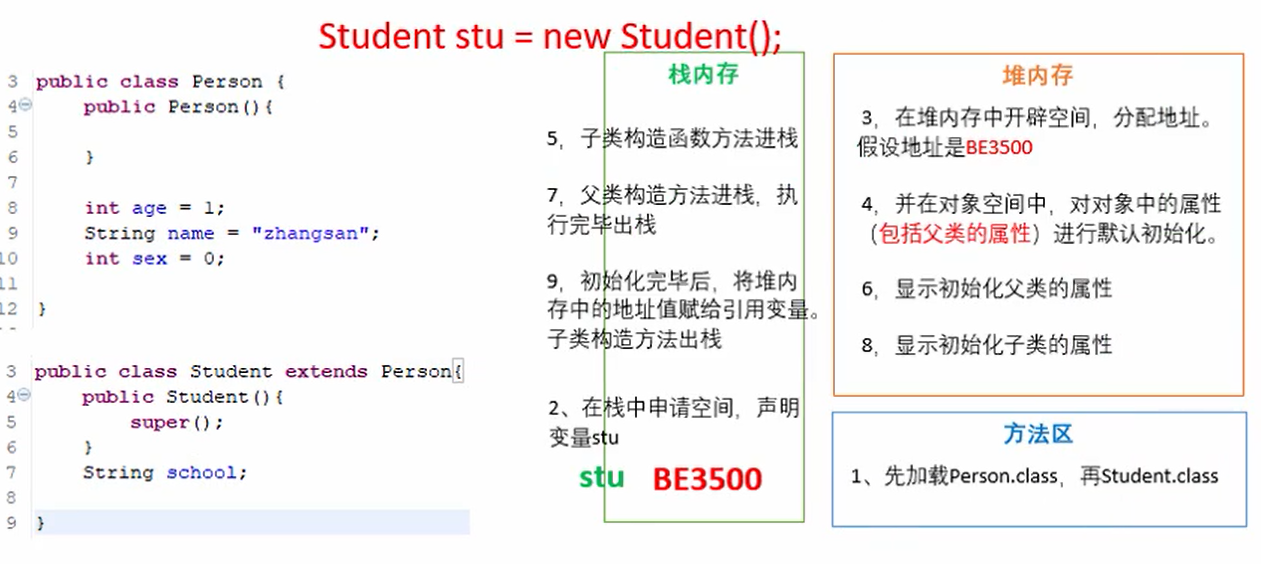 Student stu = new Student();
3 public class Person {
4 public Person(){
5
6 }
7
8 int age = 1;
9 String name = "zhangsan";
10 int sex = 0;
11
12 }
3 public class Student extends Person{
4 public Student(){
5 super();
6 }
7 String school;
8
9 }
栈内存
5，子类构造函数方法进栈
7，父类构造方法进栈，执
行完毕出栈
9，初始化完毕后，将堆内
存中的地址值赋给引用变量。
子类构造方法出栈
2、在栈中申请空间，声明
变量stu
stu BE3500
堆内存
3，在堆内存中开辟空间，分配地址。
假设地址是BE3500
4，并在对象空间中，对对象中的属性
（包括父类的属性）进行默认初始化。
6，显示初始化父类的属性
8，显示初始化子类的属性
方法区
1、先加载Person.class，再Student.class